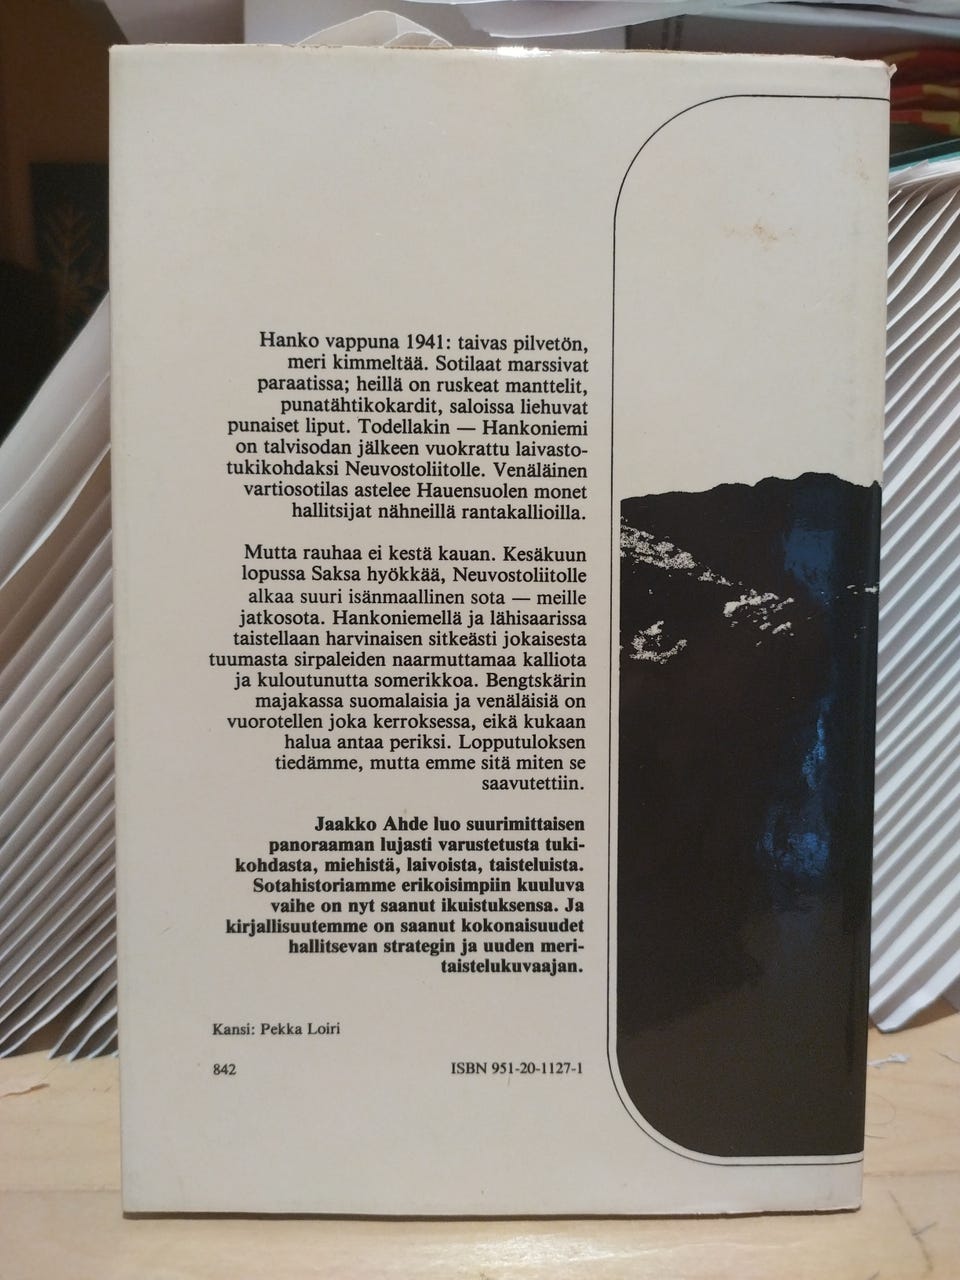 Hanko vappuna 1941: taivas pilvetön,
meri kimmeltää. Sotilaat marssivat
paraatissa; heillä on ruskeat manttelit,
punatähtikokardit, saloissa liehuvat
punaiset liput. Todellakin — Hankoniemi
on talvisodan jälkeen vuokrattu laivasto-
tukikohdaksi Neuvostoliitolle. Venäläinen
vartiosotilas astelee Hauensuolen monet
hallitsijat nähneillä rantakallioilla.
Mutta rauhaa ei kestä kauan. Kesäkuun
lopussa Saksa hyökkää, Neuvostoliitolle
alkaa suuri isänmaallinen sota — meille
jatkosota. Hankoniemellä ja lähisaarissa
taistellaan harvinaisen sitkeästi jokaisesta
tuumasta sirpaleiden naarmuttamaa kalliota
ja kuloutunutta somerikkoa. Bengtskärin
majakassa suomalaisia ja venäläisiä on
vuorotellen joka kerroksessa, eikä kukaan
halua antaa periksi. Lopputuloksen
tiedämme, mutta emme sitä miten se
saavutettiin.
Jaakko Ahde luo suurimittaisen
panoraaman lujasti varustetusta tuki-
kohdasta, miehistä, laivoista, taisteluista.
Sotahistoriamme erikoisimpiin kuuluva
vaihe on nyt saanut ikuistuksensa. Ja
kirjallisuutemme on saanut kokonaisuudet
hallitsevan strategin ja uuden meri-
taistelukuvaajan.
Kansi: Pekka Loiri
842 ISBN 951-20-1127-1